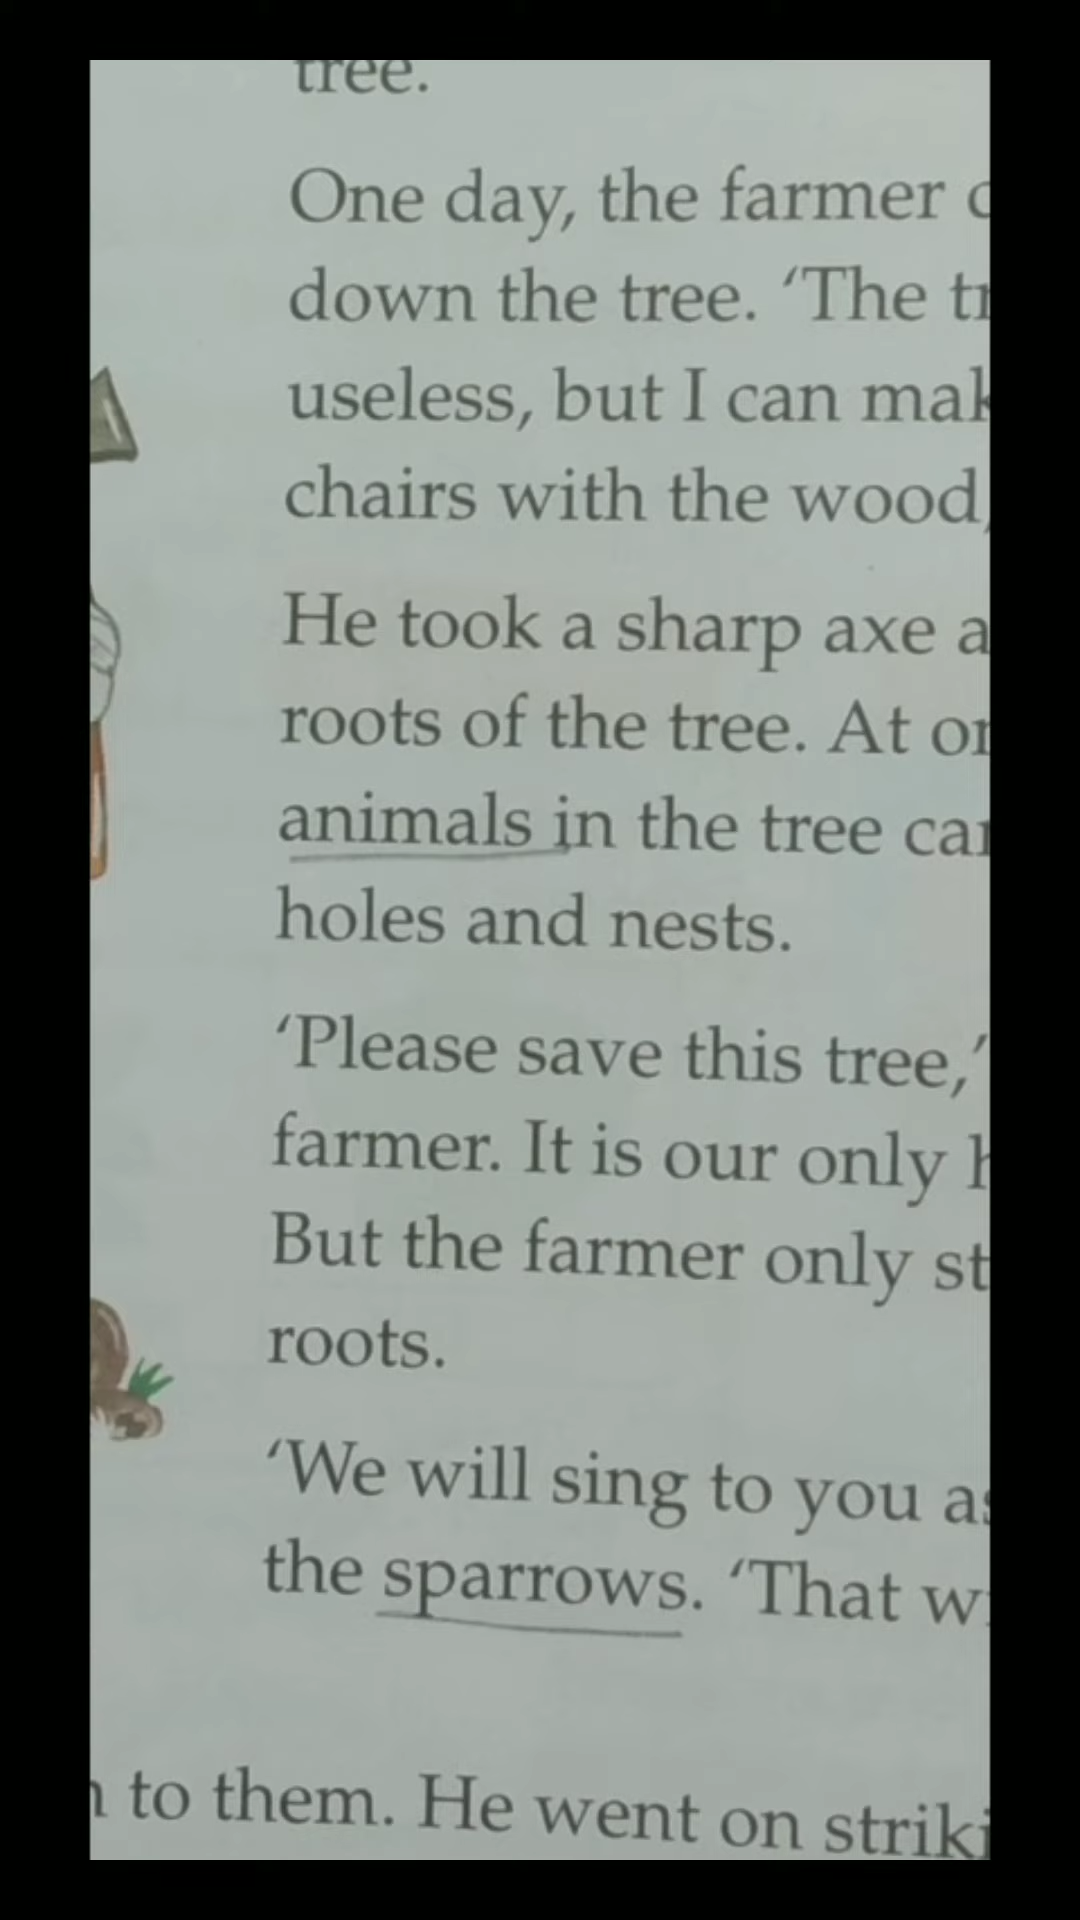 tree.
One day, the farmer
down the tree. ‘The
useless, but I can
chairs with the wood,
He took a sharp axe
roots of the tree. At
animals in the tree
holes and nests.
‘Please save this tree,’
farmer. It is our only
But the farmer only
roots.
‘We will sing to you
the sparrows. ‘That
to them. He went on